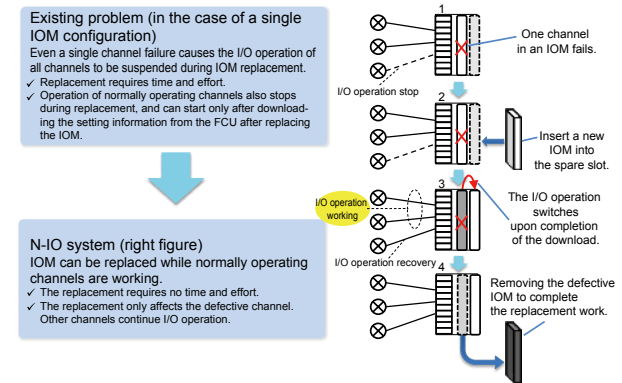 Existing problem (in the case of a single
IOM configuration)
Even a single channel failure causes the I/O operation of
all channels to be suspended during IOM replacement.
✓ Replacement requires time and effort.
✓ Operation of normally operating channels also stops
during replacement, and can start only after download-
ing the setting information from the FCU after replacing
the IOM.
N-IO system (right figure)
IOM can be replaced while normally operating
channels are working.
✓ The replacement requires no time and effort.
✓ The replacement only affects the defective channel.
Other channels continue I/O operation.
1
One channel
in an IOM fails.
I/O operation stop
2
Insert a new
IOM into
the spare slot.
3
I/O operation
working
The I/O operation
switches
upon completion
of the download.
I/O operation recovery
4
Removing the defective
IOM to complete
the replacement work.